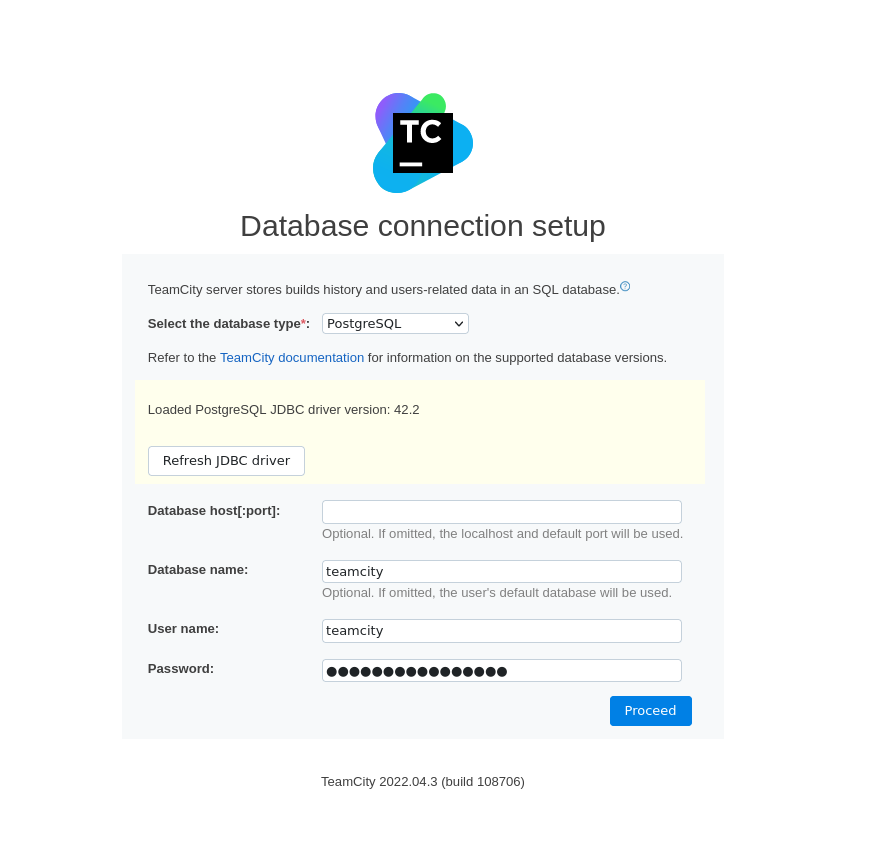 TC
Database connection setup
TeamCity server stores builds history and users-related data in an SQL database.?
Select the database type*: PostgreSQL
Refer to the TeamCity documentation for information on the supported database versions.
Loaded PostgreSQL JDBC driver version: 42.2
Refresh JDBC driver
Database host[:port]:
Optional. If omitted, the localhost and default port will be used.
Database name: teamcity
Optional. If omitted, the user's default database will be used.
User name: teamcity
Password: ●●●●●●●●●●●●●●●●
Proceed
TeamCity 2022.04.3 (build 108706)